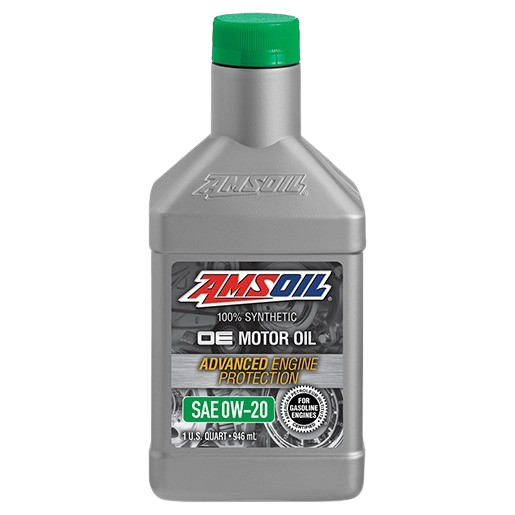 AMSOIL
AMSOIL
100% SYNTHETIC
OE MOTOR OIL
ADVANCED ENGINE
PROTECTION
SAE 0W-20
FOR
GASOLINE
ENGINES
1 U.S. QUART • 946 mL